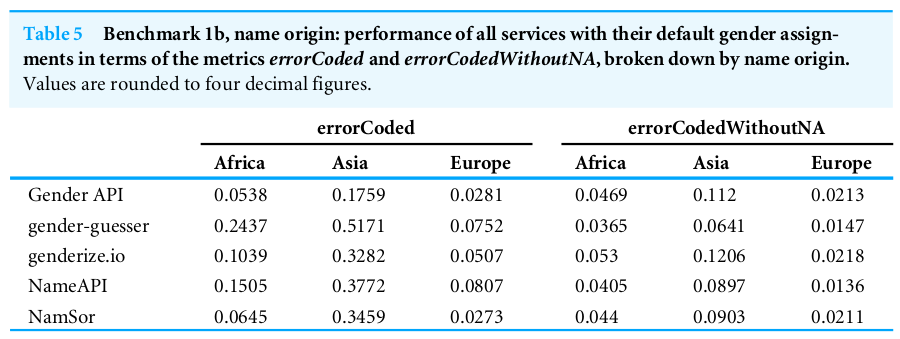 Table 5 Benchmark 1b, name origin: performance of all services with their default gender assign-
ments in terms of the metrics errorCoded and errorCodedWithoutNA, broken down by name origin.
Values are rounded to four decimal figures.
errorCoded errorCodedWithoutNA
Africa Asia Europe Africa Asia Europe
Gender API 0.0538 0.1759 0.0281 0.0469 0.112 0.0213
gender-guesser 0.2437 0.5171 0.0752 0.0365 0.0641 0.0147
genderize.io 0.1039 0.3282 0.0507 0.053 0.1206 0.0218
NameAPI 0.1505 0.3772 0.0807 0.0405 0.0897 0.0136
NamSor 0.0645 0.3459 0.0273 0.044 0.0903 0.0211